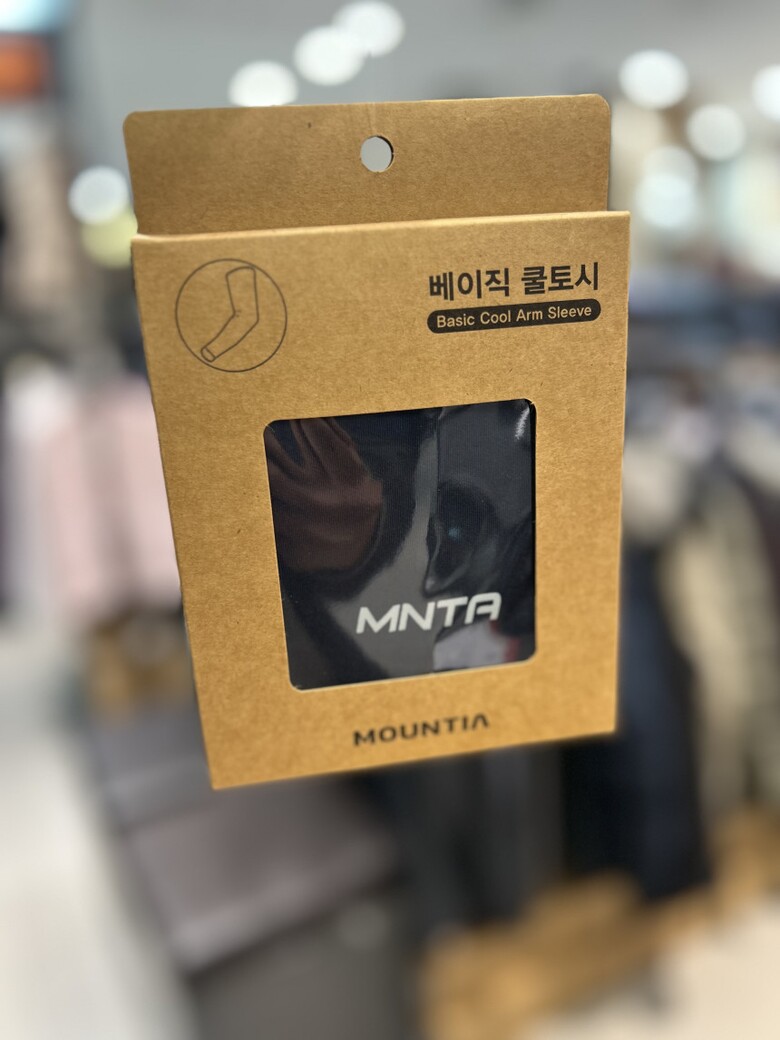 베이직 쿨토시
Basic Cool Arm Sleeve
MNTA
MOUNTIA